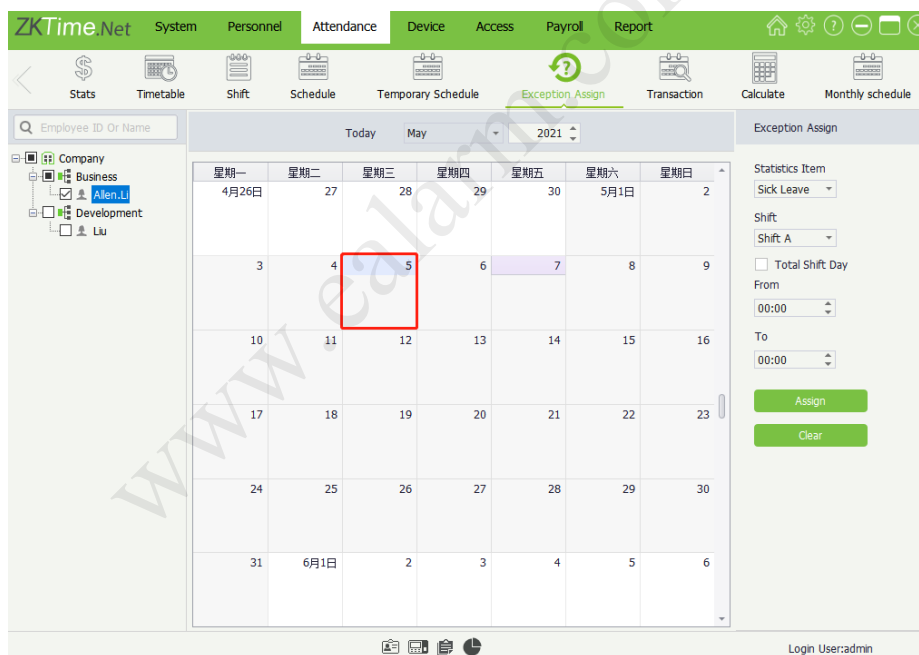 ZKTime.Net System Personnel Attendance Device Access Payroll Report
Stats Timetable Shift Schedule Temporary Schedule Exception Assign Transaction Calculate Monthly schedule
Employee ID Or Name Today May 2021 Exception Assign
Company
Business
Allen.Li
Development
Liu
星期一 星期二 星期三 星期四 星期五 星期六 星期日
4月26日 27 28 29 30 5月1日 2
3 4 5 6 7 8 9
10 11 12 13 14 15 16
17 18 19 20 21 22 23
24 25 26 27 28 29 30
31 6月1日 2 3 4 5 6
Statistics Item
Sick Leave
Shift
Shift A
Total Shift Day
From
00:00
To
00:00
Assign
Clear
Login User:admin
www.ealarm.com